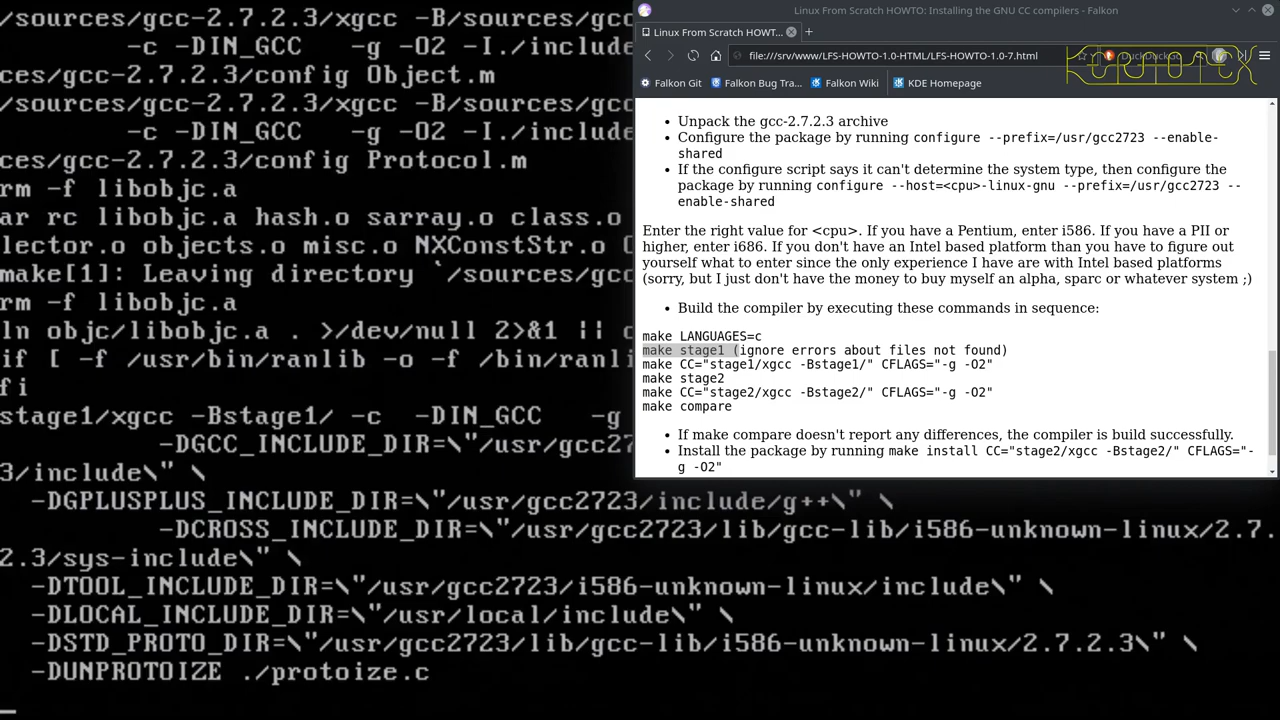 /sources/gcc-2.7.2.3/xgcc -B/sources/gcc
-c -DIN_GCC -g -O2 -I./include
ces/gcc-2.7.2.3/config Object.m
/sources/gcc-2.7.2.3/xgcc -B/sources/gcc
-c -DIN_GCC -g -O2 -I./include
ces/gcc-2.7.2.3/config Protocol.m
rm -f libobjc.a
ar rc libobjc.a hash.o sarray.o class.o
lector.o objects.o misc.o NXConstStr.o
make[1]: Leaving directory `/sources/gcc
rm -f libobjc.a
ln objc/libobjc.a . >/dev/null 2>&1 ||
if [ -f /usr/bin/ranlib -o -f /bin/ranl
fi
stage1/xgcc -Bstage1/ -c -DIN_GCC -g
-DGCC_INCLUDE_DIR=\"/usr/gcc2723
3/include\" \
-DGPLUSPLUS_INCLUDE_DIR=\"/usr/gcc2723/include/g++\" \
-DCROSS_INCLUDE_DIR=\"/usr/gcc2723/lib/gcc-lib/i586-unknown-linux/2.7.
2.3/sys-include\" \
-DTOOL_INCLUDE_DIR=\"/usr/gcc2723/i586-unknown-linux/include\" \
-DLOCAL_INCLUDE_DIR=\"/usr/local/include\" \
-DSTD_PROTO_DIR=\"/usr/gcc2723/lib/gcc-lib/i586-unknown-linux/2.7.2.3\" \
-DUNPROTOIZE ./protoize.c
Linux From Scratch HOWTO: Installing the GNU CC compilers - Falkon
Linux From Scratch HOWT...
file:///srv/www/LFS-HOWTO-1.0-HTML/LFS-HOWTO-1.0-7.html
Falkon Git Falkon Bug Tra... Falkon Wiki KDE Homepage
• Unpack the gcc-2.7.2.3 archive
• Configure the package by running configure --prefix=/usr/gcc2723 --enable-
shared
• If the configure script says it can't determine the system type, then configure the
package by running configure --host=<cpu>-linux-gnu --prefix=/usr/gcc2723 --
enable-shared
Enter the right value for <cpu>. If you have a Pentium, enter i586. If you have a PII or
higher, enter i686. If you don't have an Intel based platform than you have to figure out
yourself what to enter since the only experience I have are with Intel based platforms
(sorry, but I just don't have the money to buy myself an alpha, sparc or whatever system ;)
• Build the compiler by executing these commands in sequence:
make LANGUAGES=c
make stage1 (ignore errors about files not found)
make CC="stage1/xgcc -Bstage1/" CFLAGS="-g -O2"
make stage2
make CC="stage2/xgcc -Bstage2/" CFLAGS="-g -O2"
make compare
• If make compare doesn't report any differences, the compiler is build successfully.
• Install the package by running make install CC="stage2/xgcc -Bstage2/" CFLAGS="-
g -O2"